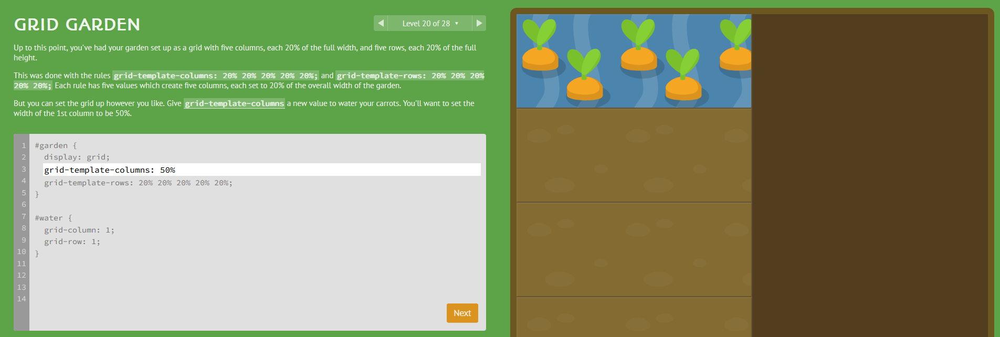 GRID GARDEN
◀ Level 20 of 28 ▼ ▶
Up to this point, you've had your garden set up as a grid with five columns, each 20% of the full width, and five rows, each 20% of the full
height.
This was done with the rules grid-template-columns: 20% 20% 20% 20% 20%; and grid-template-rows: 20% 20% 20%
20% 20%; Each rule has five values which create five columns, each set to 20% of the overall width of the garden.
But you can set the grid up however you like. Give grid-template-columns a new value to water your carrots. You'll want to set the
width of the 1st column to be 50%.
1 #garden {
2 display: grid;
3 grid-template-columns: 50%
4 grid-template-rows: 20% 20% 20% 20% 20%;
5 }
6
7 #water {
8 grid-column: 1;
9 grid-row: 1;
10 }
11
12
13
14
Next